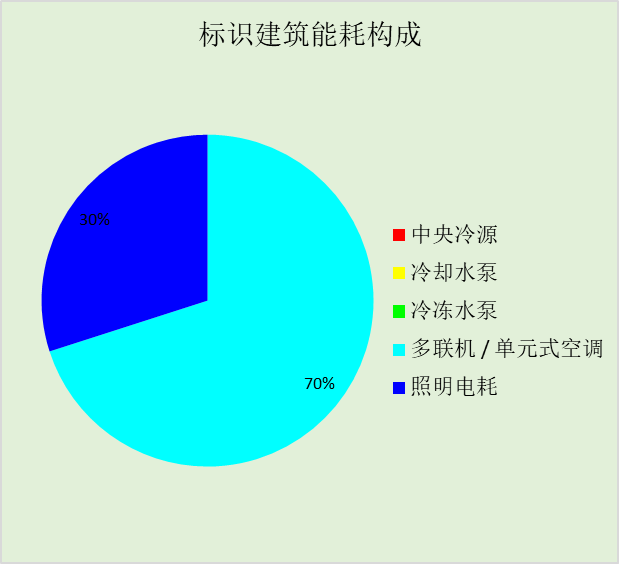 标识建筑能耗构成
30%
70%
中央冷源
冷却水泵
冷冻水泵
多联机 / 单元式空调
照明电耗